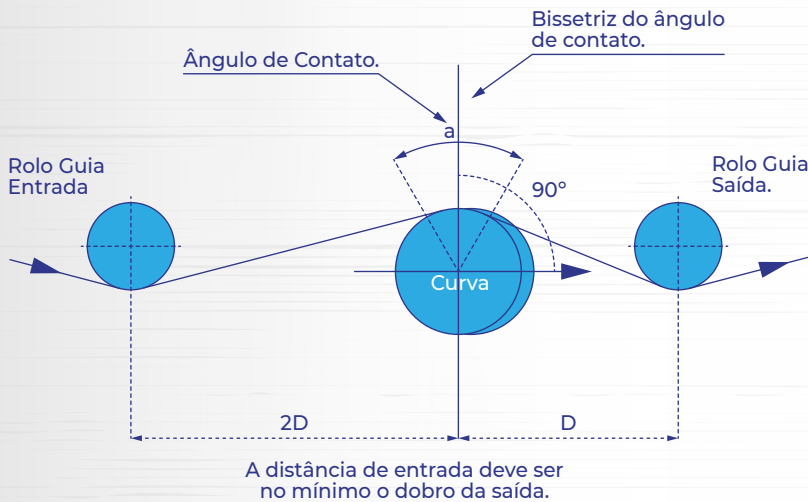 Bissetriz do ângulo
de contato.
Ângulo de Contato.
a
Rolo Guia
Entrada
90º
Rolo Guia
Saída.
Curva
2D
D
A distância de entrada deve ser
no mínimo o dobro da saída.